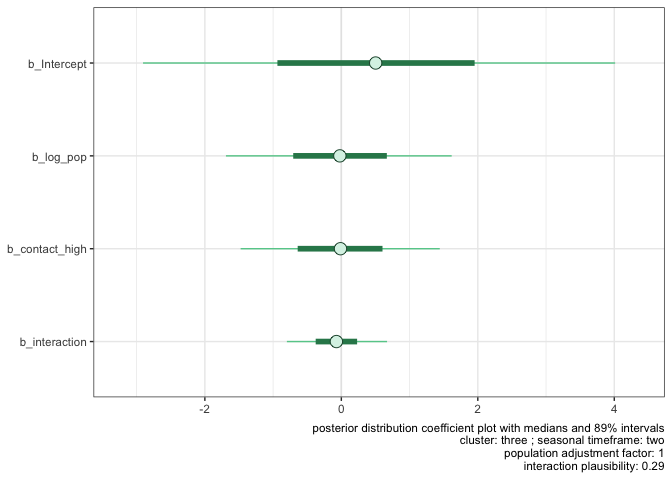 b_Intercept
b_log_pop
b_contact_high
b_interaction
-2 0 2 4
posterior distribution coefficient plot with medians and 89% intervals
cluster: three ; seasonal timeframe: two
population adjustment factor: 1
interaction plausibility: 0.29